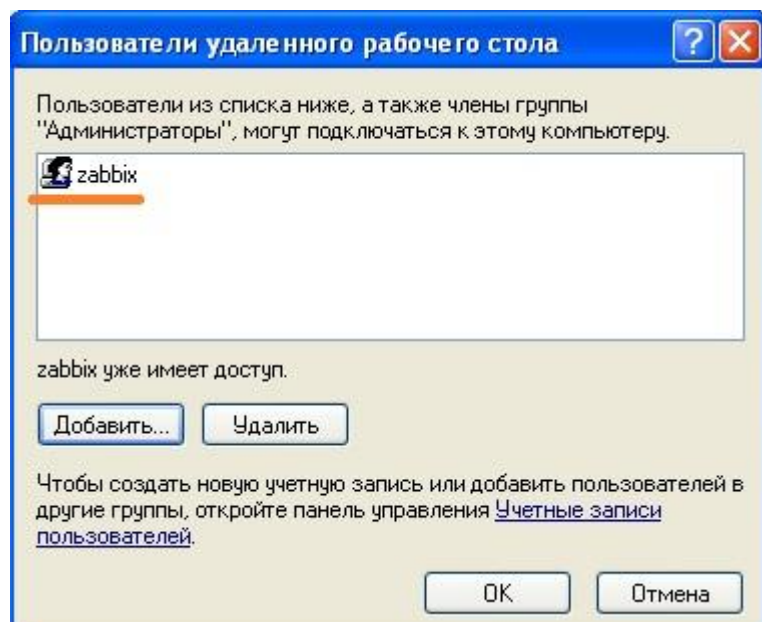 Пользователи удаленного рабочего стола
Пользователи из списка ниже, а также члены группы
"Администраторы", могут подключаться к этому компьютеру.
zabbix
zabbix уже имеет доступ.
Добавить... Удалить
Чтобы создать новую учетную запись или добавить пользователей в
другие группы, откройте панель управления Учетные записи
пользователей.
OK Отмена